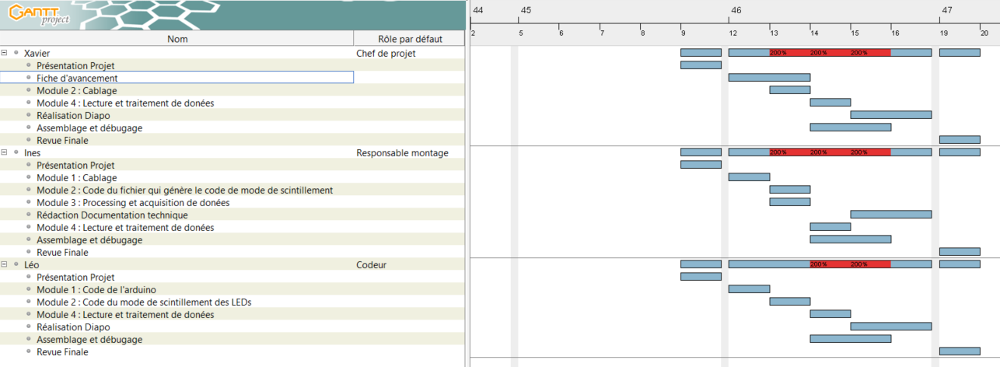 GANTT project
44 45 46 47
2 5 6 7 8 9 12 13 14 15 16 19 20
Nom Rôle par défaut
Xavier Chef de projet 200% 200% 200%
Présentation Projet
Fiche d'avancement
Module 2 : Cablage
Module 4 : Lecture et traitement de donées
Réalisation Diapo
Assemblage et débugage
Revue Finale
Ines Responsable montage 200% 200% 200%
Présentation Projet
Module 1 : Cablage
Module 2 : Code du fichier qui génère le code de mode de scintillement
Module 3 : Processing et acquisition de donées
Rédaction Documentation technique
Module 4 : Lecture et traitement de donées
Assemblage et débugage
Revue Finale
Léo Codeur 200% 200%
Présentation Projet
Module 1 : Code de l'arduino
Module 2 : Code du mode de scintillement des LEDs
Module 4 : Lecture et traitement de donées
Réalisation Diapo
Assemblage et débugage
Revue Finale